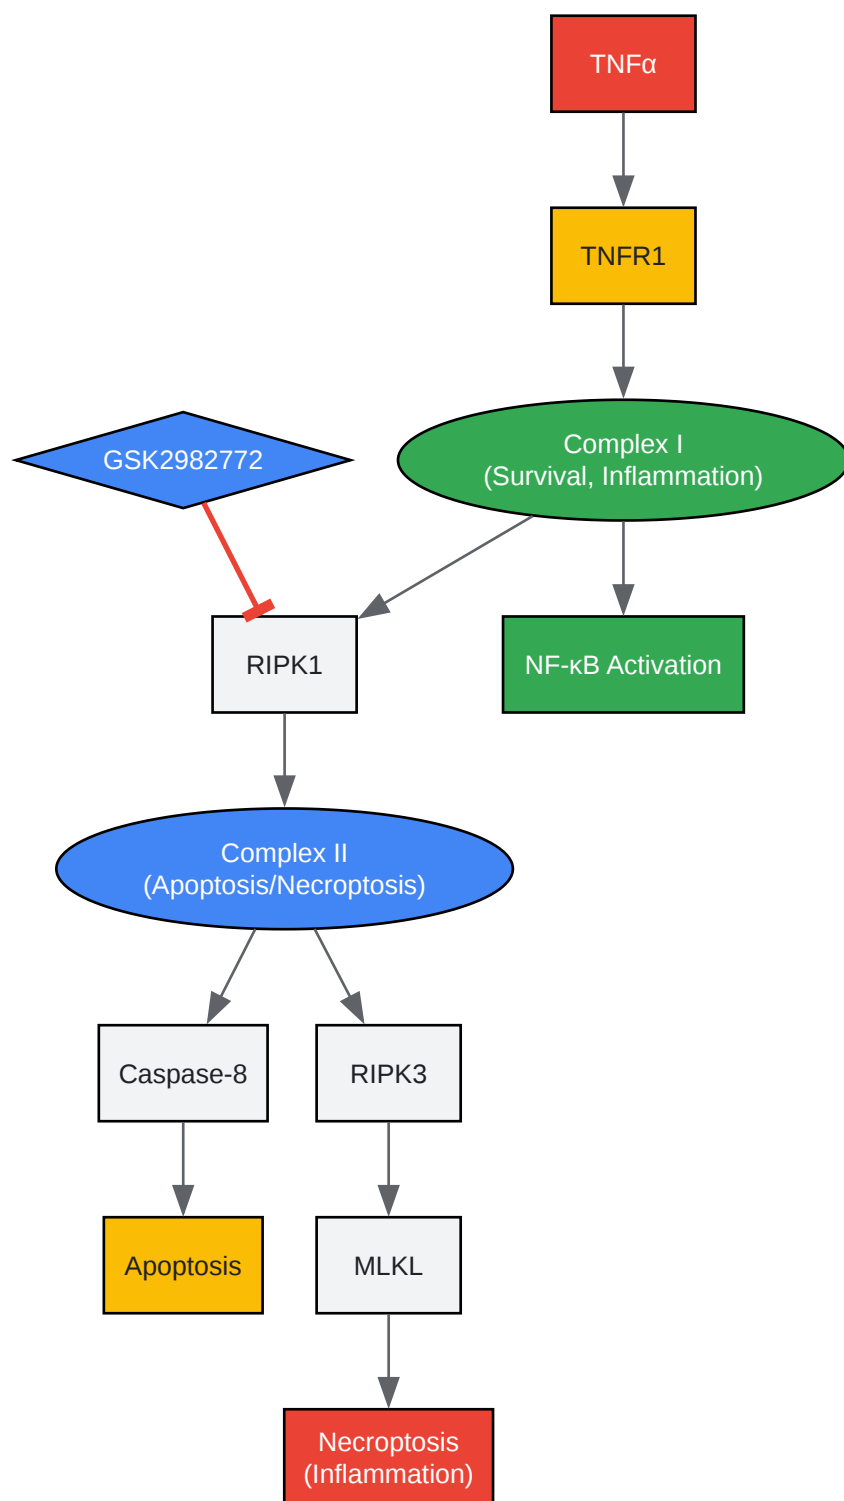 TNFα
TNFR1
GSK2982772
Complex I
(Survival, Inflammation)
RIPK1
NF-κB Activation
Complex II
(Apoptosis/Necroptosis)
Caspase-8
RIPK3
Apoptosis
MLKL
Necroptosis
(Inflammation)